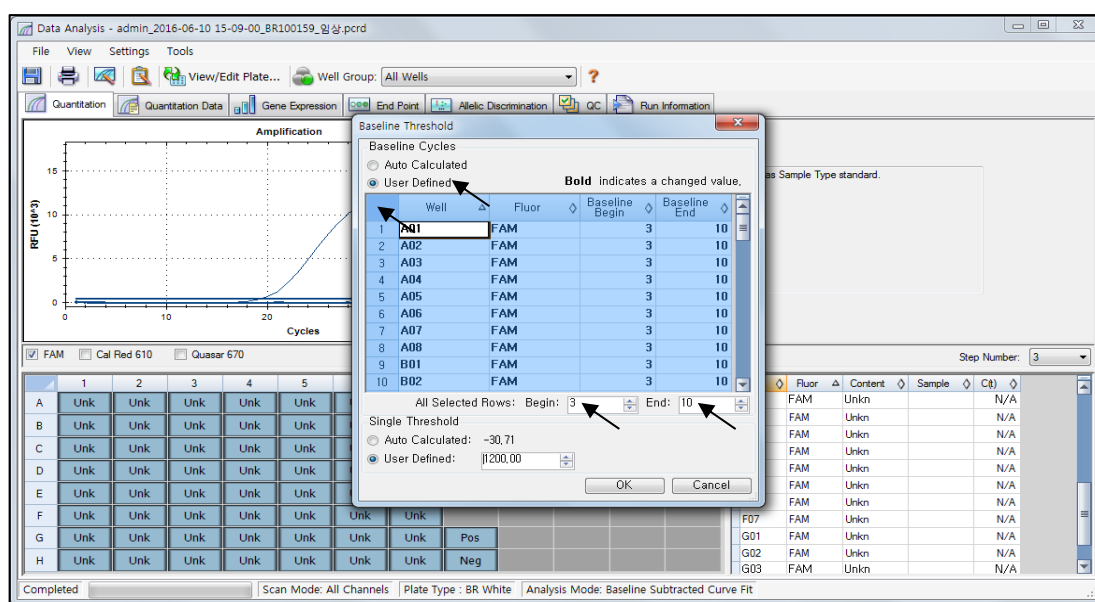 Data Analysis - admin_2016-06-10 15-09-00_BR100159_임상.pcrd
File View Settings Tools
View/Edit Plate... Well Group: All Wells ?
Quantitation Quantitation Data Gene Expression End Point Allelic Discrimination QC Run Information
Amplification
RFU (10^3)
15
10
5
0
0 10 20
Cycles
as Sample Type standard.
Baseline Threshold
Baseline Cycles
Auto Calculated
User Defined Bold indicates a changed value.
Well Fluor Baseline Begin Baseline End
1 A01 FAM 3 10
2 A02 FAM 3 10
3 A03 FAM 3 10
4 A04 FAM 3 10
5 A05 FAM 3 10
6 A06 FAM 3 10
7 A07 FAM 3 10
8 A08 FAM 3 10
9 B01 FAM 3 10
10 B02 FAM 3 10
All Selected Rows: Begin: 3 End: 10
Single Threshold
Auto Calculated: -30,71
User Defined: 1200,00
OK Cancel
FAM Cal Red 610 Quasar 670
Step Number: 3
1 2 3 4 5
A Unk Unk Unk Unk Unk
B Unk Unk Unk Unk Unk
C Unk Unk Unk Unk Unk
D Unk Unk Unk Unk Unk
E Unk Unk Unk Unk Unk
F Unk Unk Unk Unk Unk Unk Unk
G Unk Unk Unk Unk Unk Unk Unk Pos
H Unk Unk Unk Unk Unk Unk Unk Neg
Fluor Content Sample C(t)
FAM Unkn N/A
FAM Unkn N/A
FAM Unkn N/A
FAM Unkn N/A
FAM Unkn N/A
FAM Unkn N/A
FAM Unkn N/A
F07 FAM Unkn N/A
G01 FAM Unkn N/A
G02 FAM Unkn N/A
G03 FAM Unkn N/A
Completed Scan Mode: All Channels Plate Type : BR White Analysis Mode: Baseline Subtracted Curve Fit